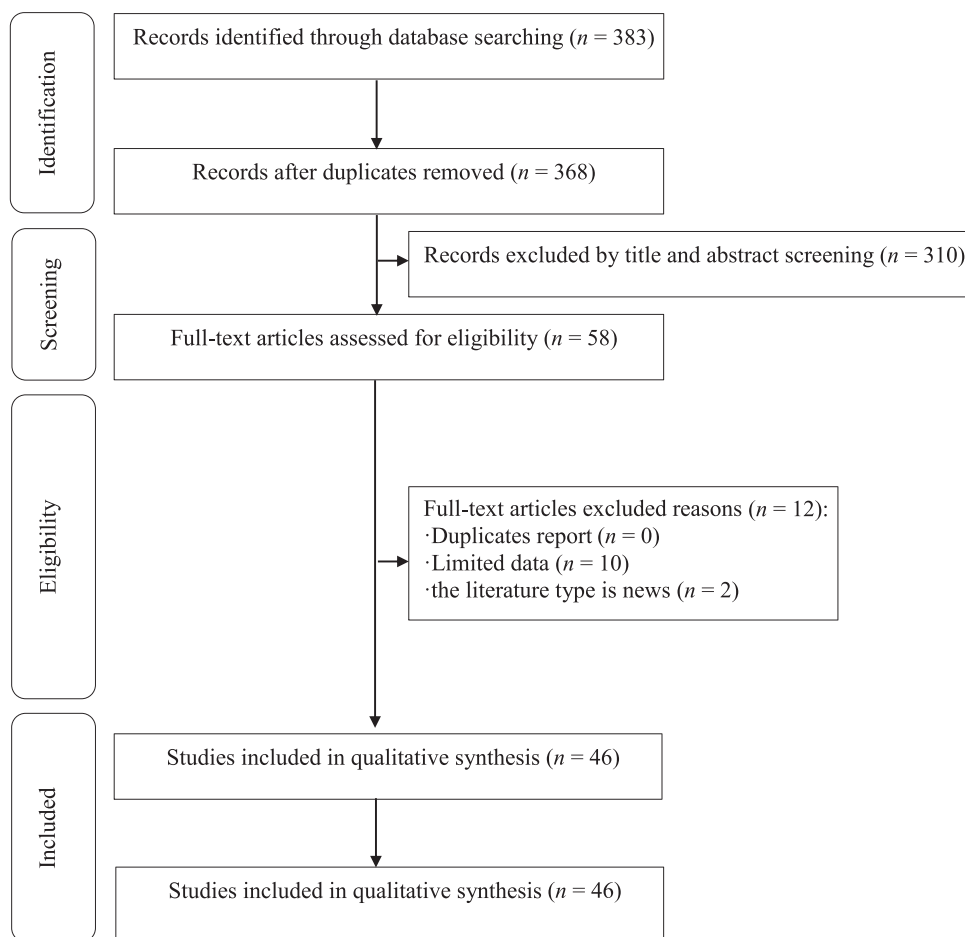 Identification
Records identified through database searching (n = 383)
Records after duplicates removed (n = 368)
Screening
Records excluded by title and abstract screening (n = 310)
Full-text articles assessed for eligibility (n = 58)
Eligibility
Full-text articles excluded reasons (n = 12):
·Duplicates report (n = 0)
·Limited data (n = 10)
·the literature type is news (n = 2)
Included
Studies included in qualitative synthesis (n = 46)
Studies included in qualitative synthesis (n = 46)